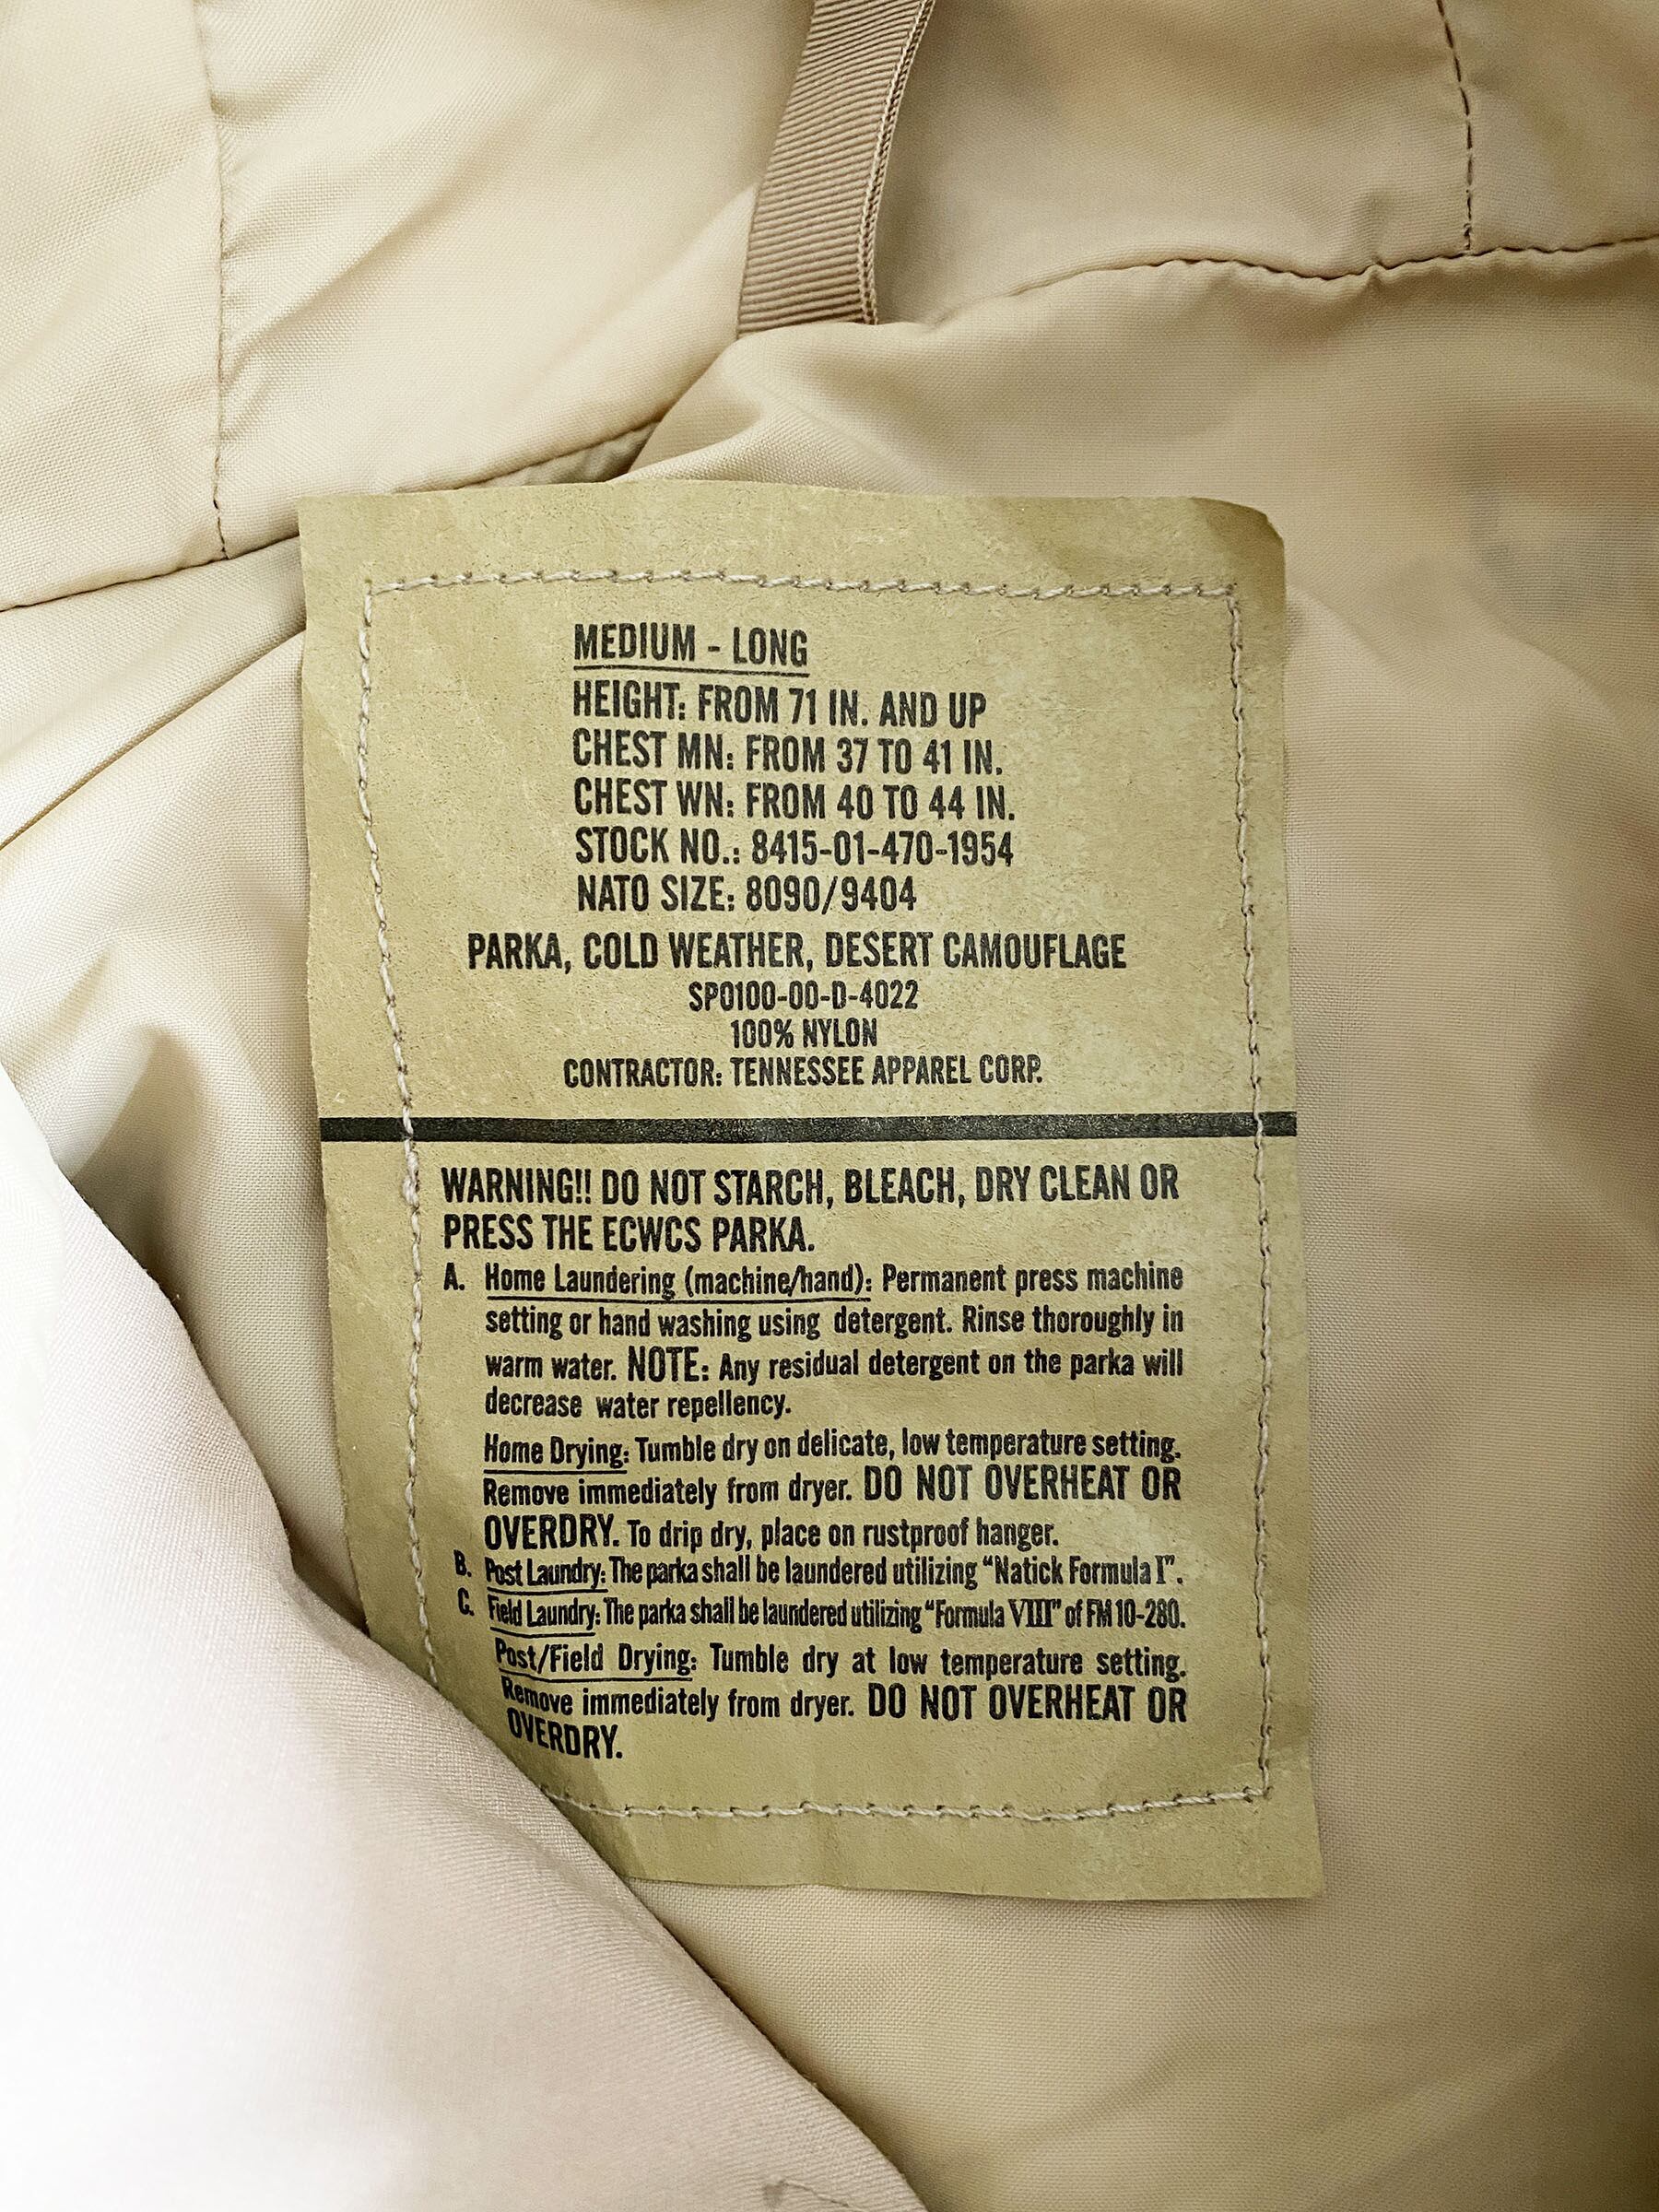 MEDIUM - LONG
HEIGHT: FROM 71 IN. AND UP
CHEST MN: FROM 37 TO 41 IN.
CHEST WN: FROM 40 TO 44 IN.
STOCK NO.: 8415-01-470-1954
NATO SIZE: 8090/9404
PARKA, COLD WEATHER, DESERT CAMOUFLAGE
SPO100-00-D-4022
100% NYLON
CONTRACTOR: TENNESSEE APPAREL CORP.
WARNING!! DO NOT STARCH, BLEACH, DRY CLEAN OR
PRESS THE ECWCS PARKA.
A. Home Laundering (machine/hand): Permanent press machine
setting or hand washing using detergent. Rinse thoroughly in
warm water. NOTE: Any residual detergent on the parka will
decrease water repellency.
Home Drying: Tumble dry on delicate, low temperature setting.
Remove immediately from dryer. DO NOT OVERHEAT OR
OVERDRY. To drip dry, place on rustproof hanger.
B. Post Laundry: The parka shall be laundered utilizing “Natick Formula I”.
C. Field Laundry: The parka shall be laundered utilizing “Formula VIII” of FM 10-280.
Post/Field Drying: Tumble dry at low temperature setting.
Remove immediately from dryer. DO NOT OVERHEAT OR
OVERDRY.